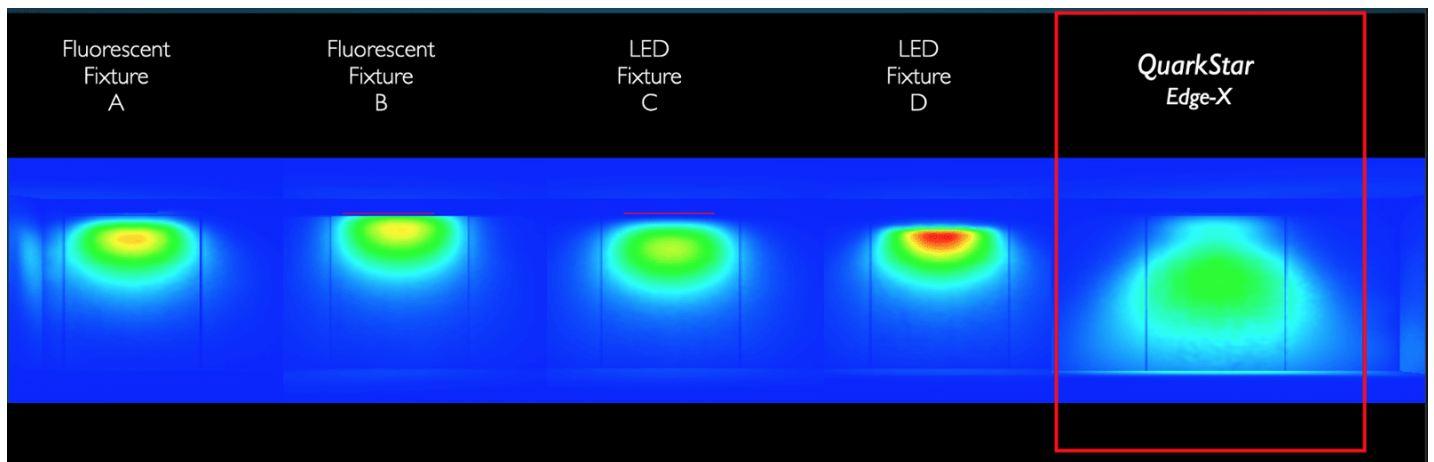 Fluorescent
Fixture
A
Fluorescent
Fixture
B
LED
Fixture
C
LED
Fixture
D
QuarkStar
Edge-X